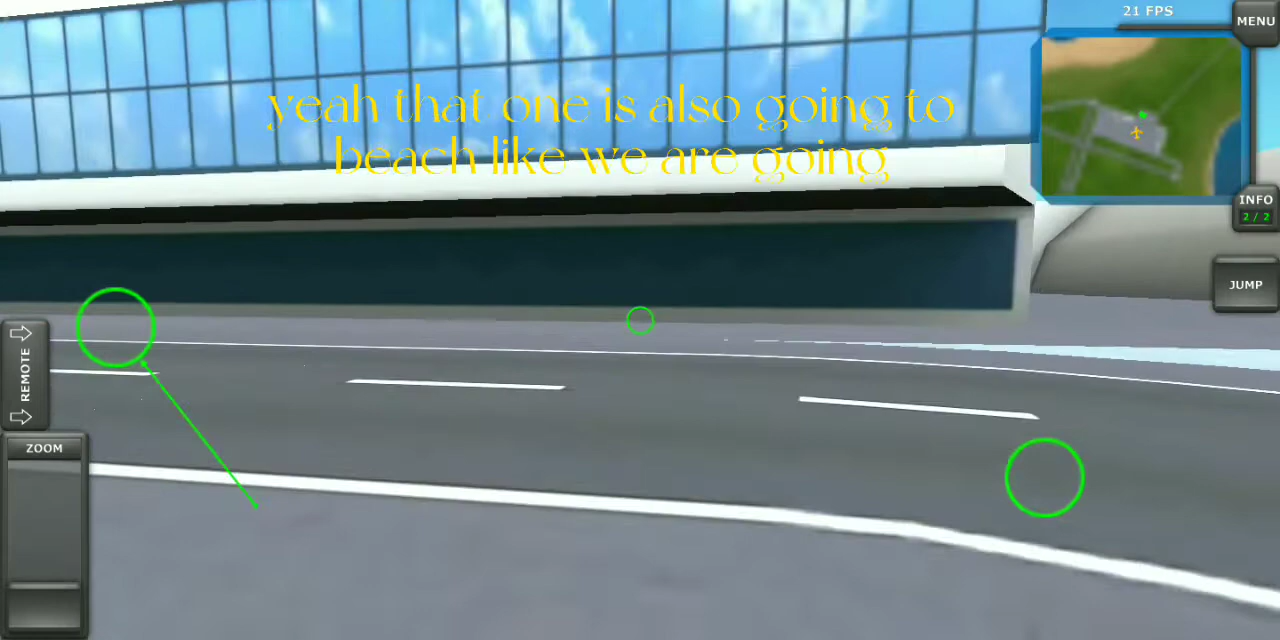 21 FPS
MENU
yeah that one is also going to
beach like we are going
INFO
2 / 2
JUMP
REMOTE
ZOOM